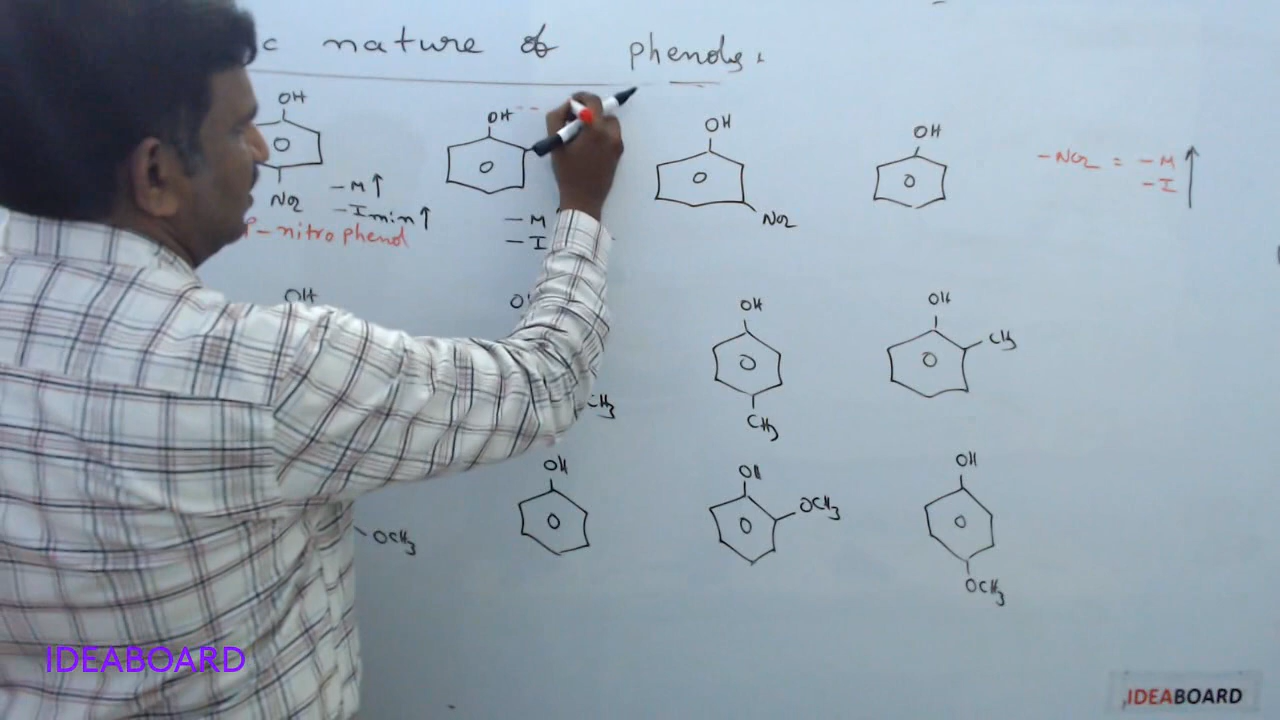 c nature of phenols.
OH
NO2
-M↑
-I min↑
P-nitrophenol
OH
-M
-I
OH
NO2
OH
-NO2 = -M
-I
OH
OH
CH3
OH
CH3
OH
CH3
OCH3
OH
OH
OCH3
OH
OCH3
IDEABOARD
IDEABOARD